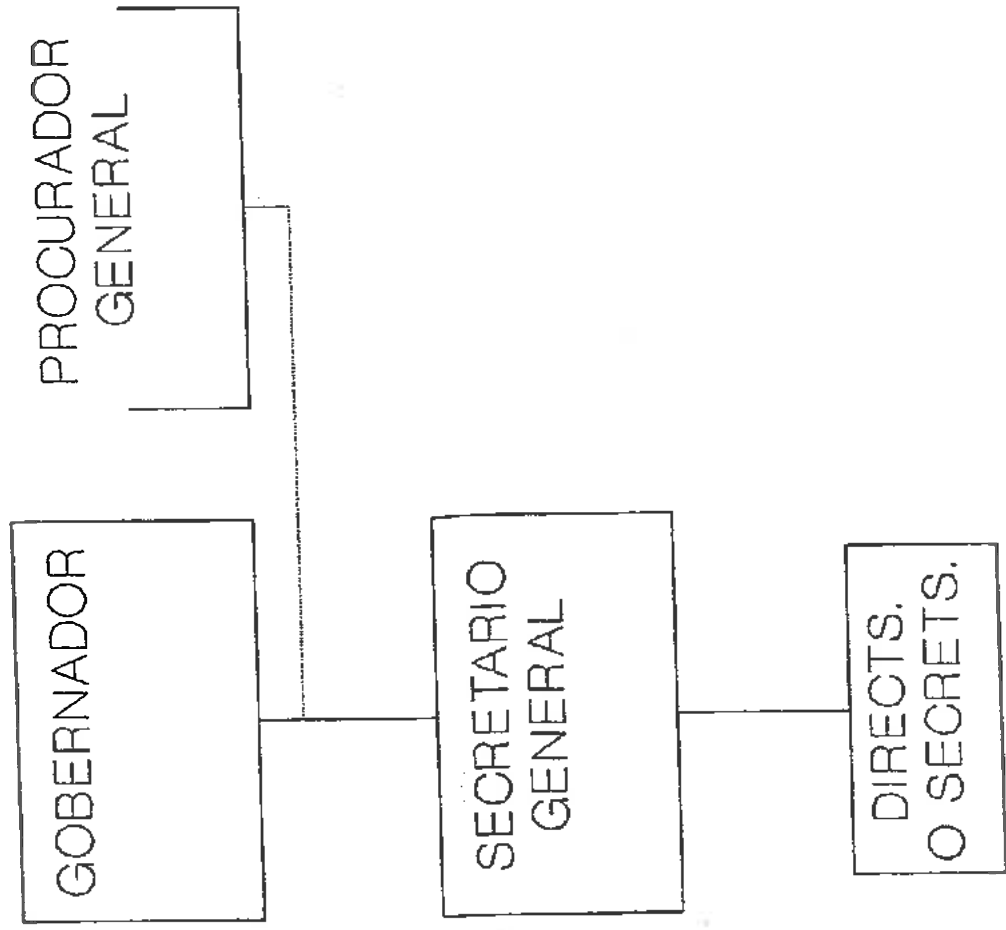 GOBERNADOR
PROCURADOR
GENERAL
SECRETARIO
GENERAL
DIRECTS.
O SECRETS.